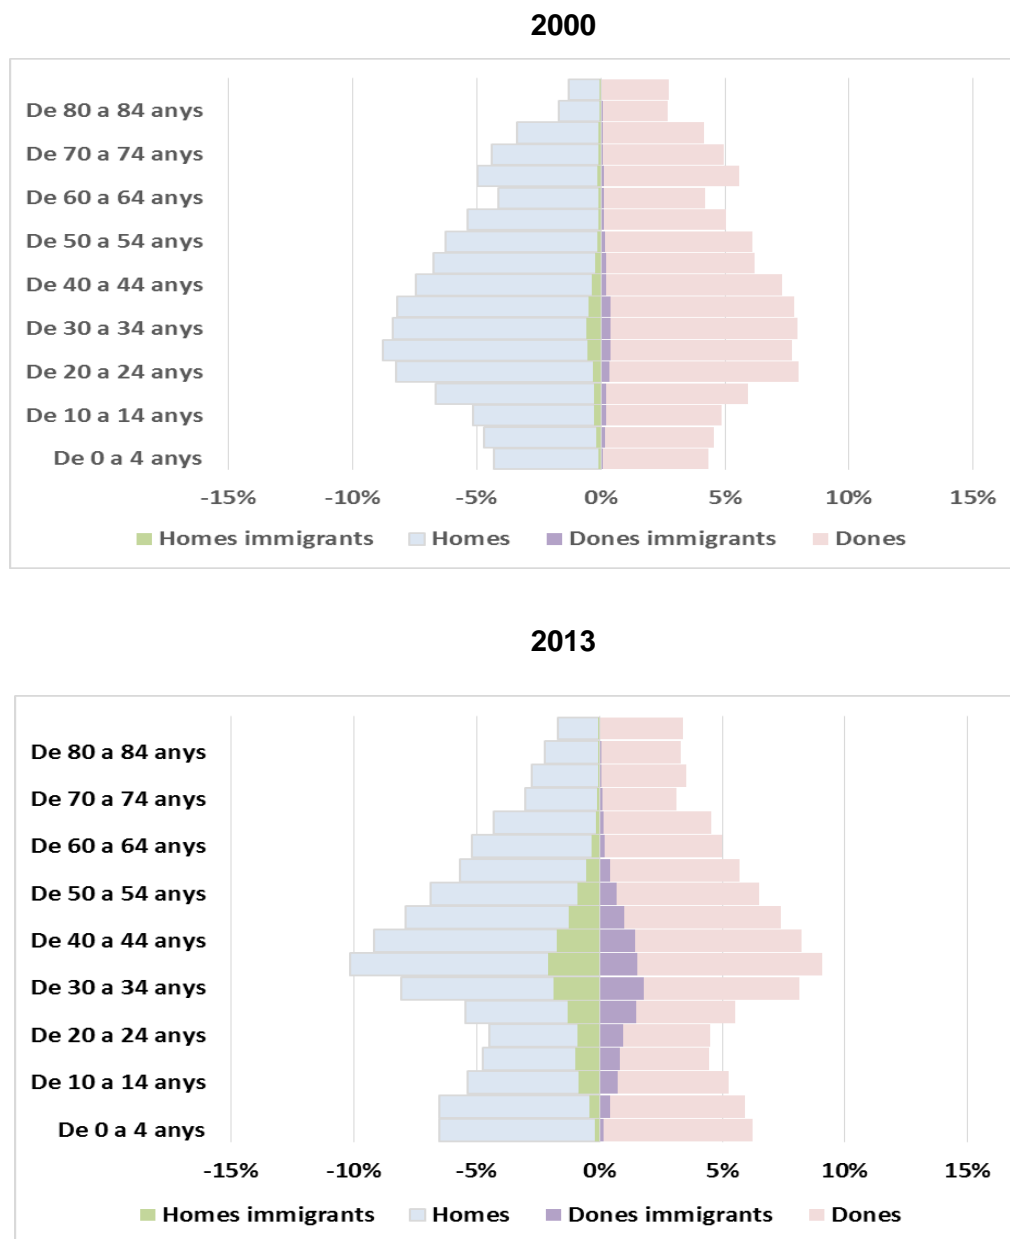 2000
De 80 a 84 anys
De 70 a 74 anys
De 60 a 64 anys
De 50 a 54 anys
De 40 a 44 anys
De 30 a 34 anys
De 20 a 24 anys
De 10 a 14 anys
De 0 a 4 anys
-15% -10% -5% 0% 5% 10% 15%
Homes immigrants Homes Dones immigrants Dones
2013
De 80 a 84 anys
De 70 a 74 anys
De 60 a 64 anys
De 50 a 54 anys
De 40 a 44 anys
De 30 a 34 anys
De 20 a 24 anys
De 10 a 14 anys
De 0 a 4 anys
-15% -10% -5% 0% 5% 10% 15%
Homes immigrants Homes Dones immigrants Dones